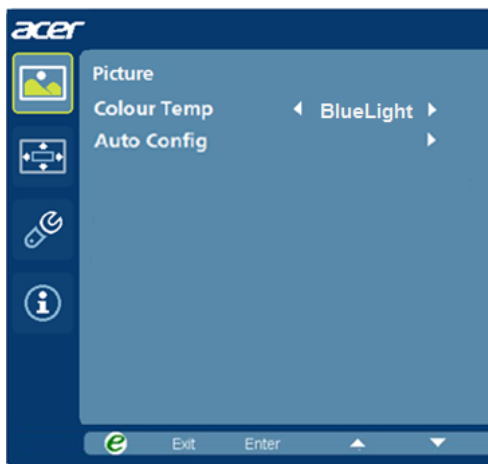 acer
Picture
Colour Temp BlueLight
Auto Config
e Exit Enter